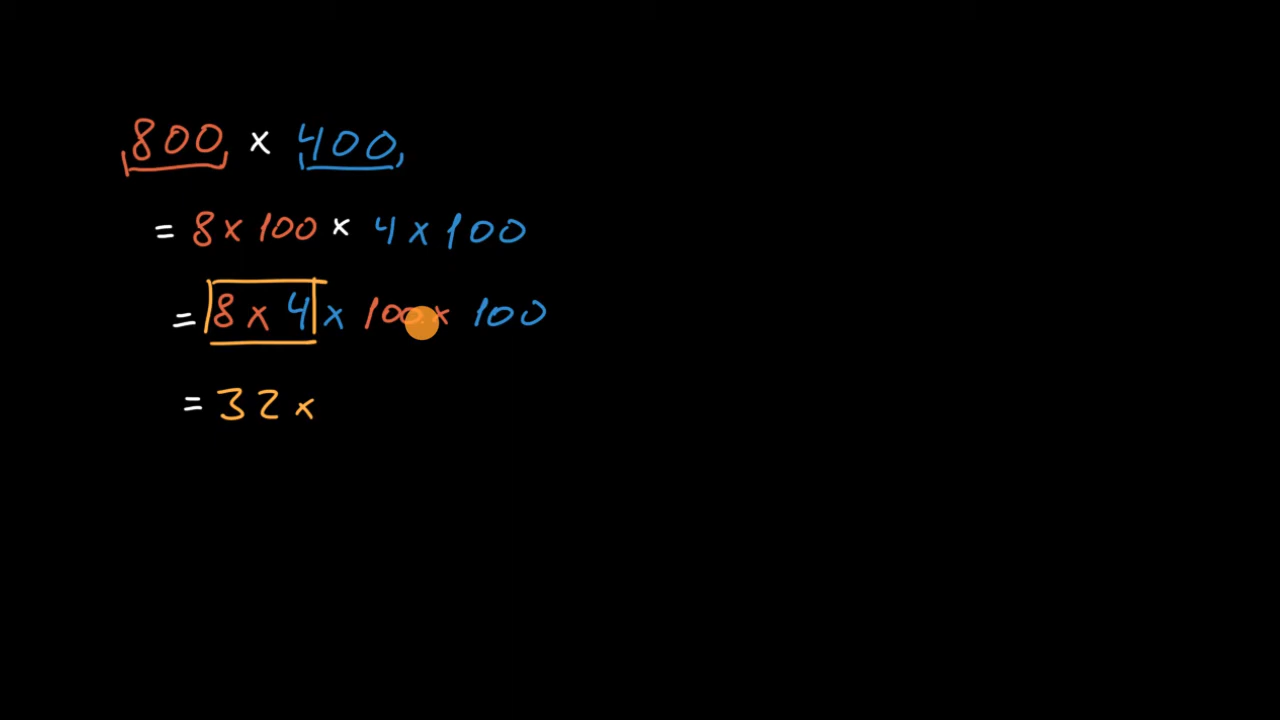 800 x 400
= 8 x 100 x 4 x 100
= 8 x 4 x 100 x 100
= 32 x